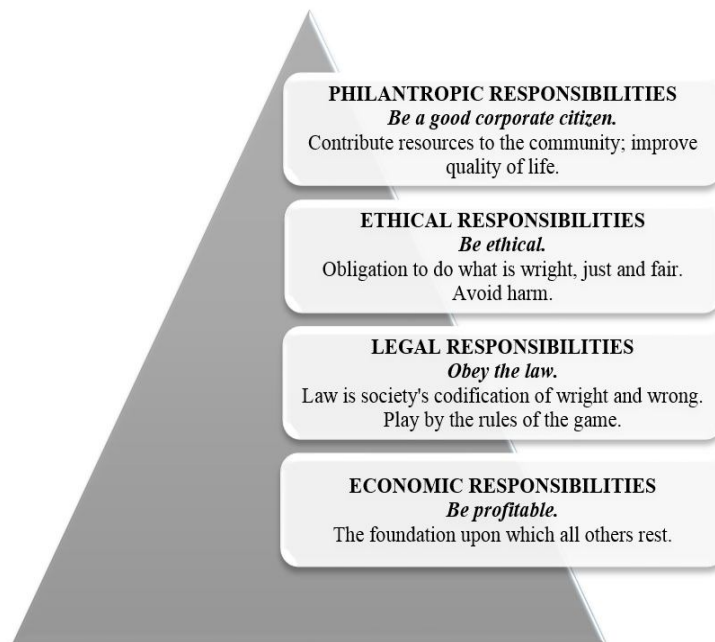 PHILANTROPIC RESPONSIBILITIES
Be a good corporate citizen.
Contribute resources to the community; improve
quality of life.
ETHICAL RESPONSIBILITIES
Be ethical.
Obligation to do what is wright, just and fair.
Avoid harm.
LEGAL RESPONSIBILITIES
Obey the law.
Law is society's codification of wright and wrong.
Play by the rules of the game.
ECONOMIC RESPONSIBILITIES
Be profitable.
The foundation upon which all others rest.